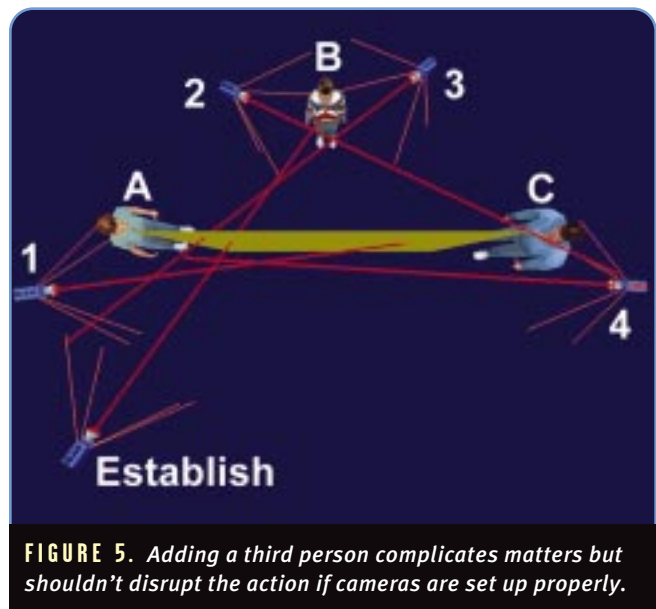 B
2
3
A
C
1
4
Establish
FIGURE 5. Adding a third person complicates matters but
shouldn't disrupt the action if cameras are set up properly.